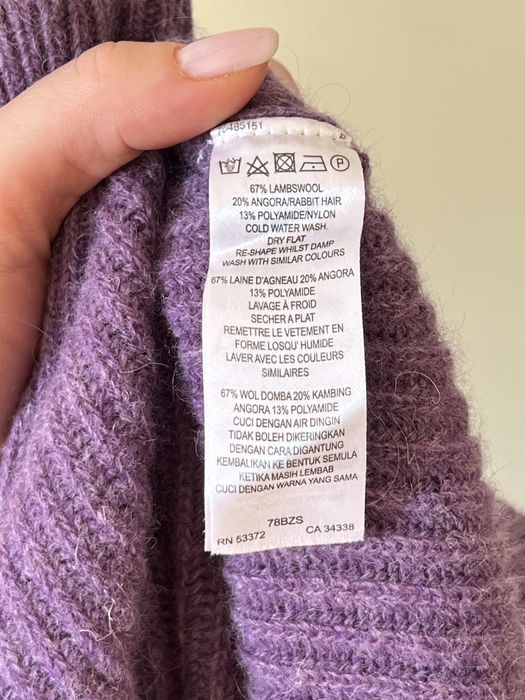 67% LAMBSWOOL
20% ANGORA/RABBIT HAIR
13% POLYAMIDE/NYLON
COLD WATER WASH
DRY FLAT
RE-SHAPE WHILST DAMP
WASH WITH SIMILAR COLOURS
67% LAINE D'AGNEAU 20% ANGORA
13% POLYAMIDE
LAVAGE À FROID
SECHER A PLAT
REMETTRE LE VETEMENT EN
FORME LOSQU' HUMIDE
LAVER AVEC LES COULEURS
SIMILAIRES
67% WOL DOMBA 20% KAMBING
ANGORA 13% POLYAMIDE
CUCI DENGAN AIR DINGIN
TIDAK BOLEH DIKERINGKAN
DENGAN CARA DIGANTUNG
KEMBALIKAN KE BENTUK SEMULA
KETIKA MASIH LEMBAB
CUCI DENGAN WARNA YANG SAMA
78BZS
RN 53372 CA 34338